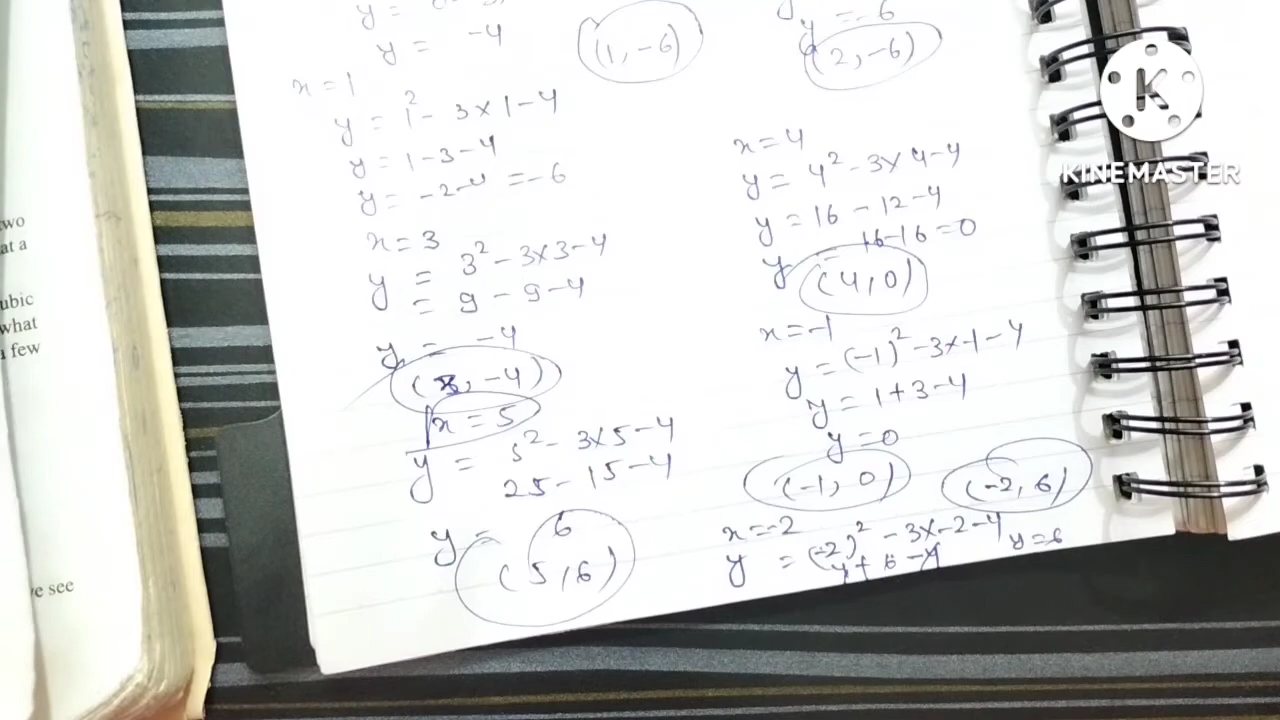 two
at a
ubic
what
a few
ve see
y =
y = -4
(1, -6)
x = 1
y = 1² - 3 × 1 - 4
y = 1 - 3 - 4
y = -2 - 4 = -6
x = 3
y = 3² - 3×3 - 4
= 9 - 9 - 4
y = -4
(3, -4)
x = 5
y = 5² - 3×5 - 4
25 - 15 - 4
y = 6
(5, 6)
y = -6
(2, -6)
x = 4
y = 4² - 3×4 - 4
y = 16 - 12 - 4
y = 16 - 16 = 0
(4, 0)
x = -1
y = (-1)² - 3× -1 - 4
y = 1 + 3 - 4
y = 0
(-1, 0)
(-2, 6)
x = -2
y = (-2)² - 3× -2 - 4
4 + 6 - 4
y = 6
K
KINEMASTER